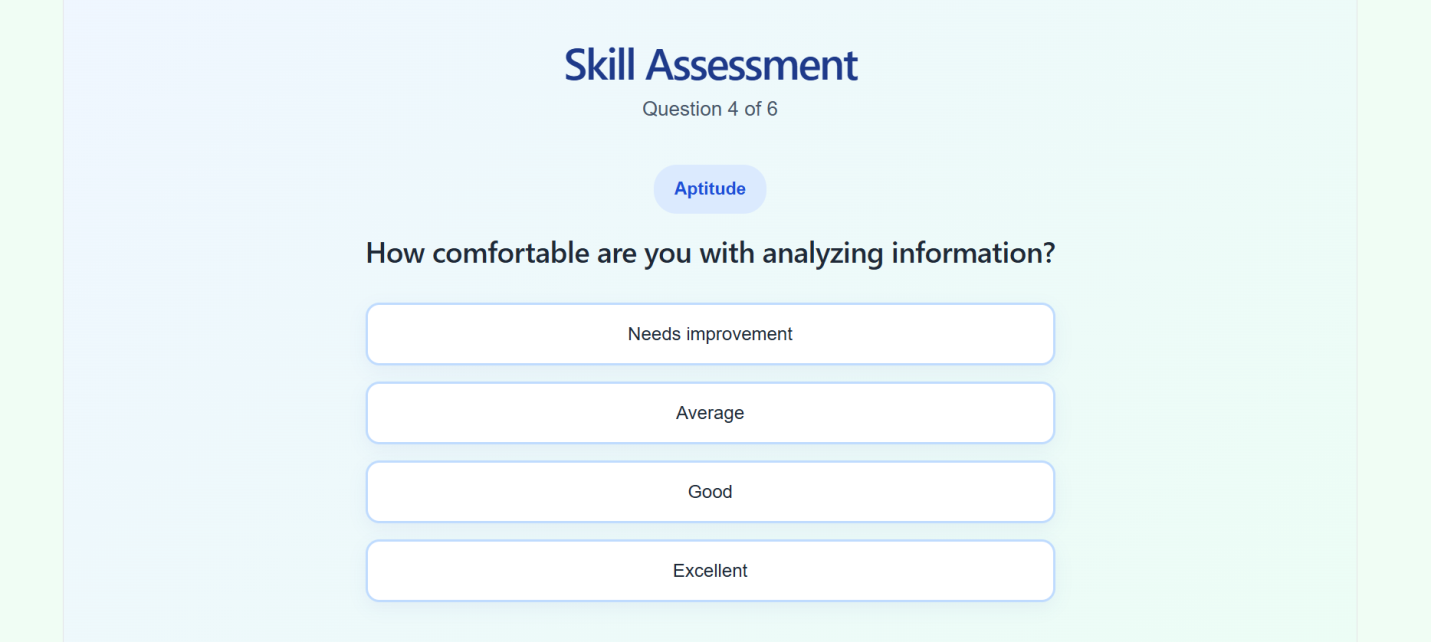 Skill Assessment
Question 4 of 6
Aptitude
How comfortable are you with analyzing information?
Needs improvement
Average
Good
Excellent